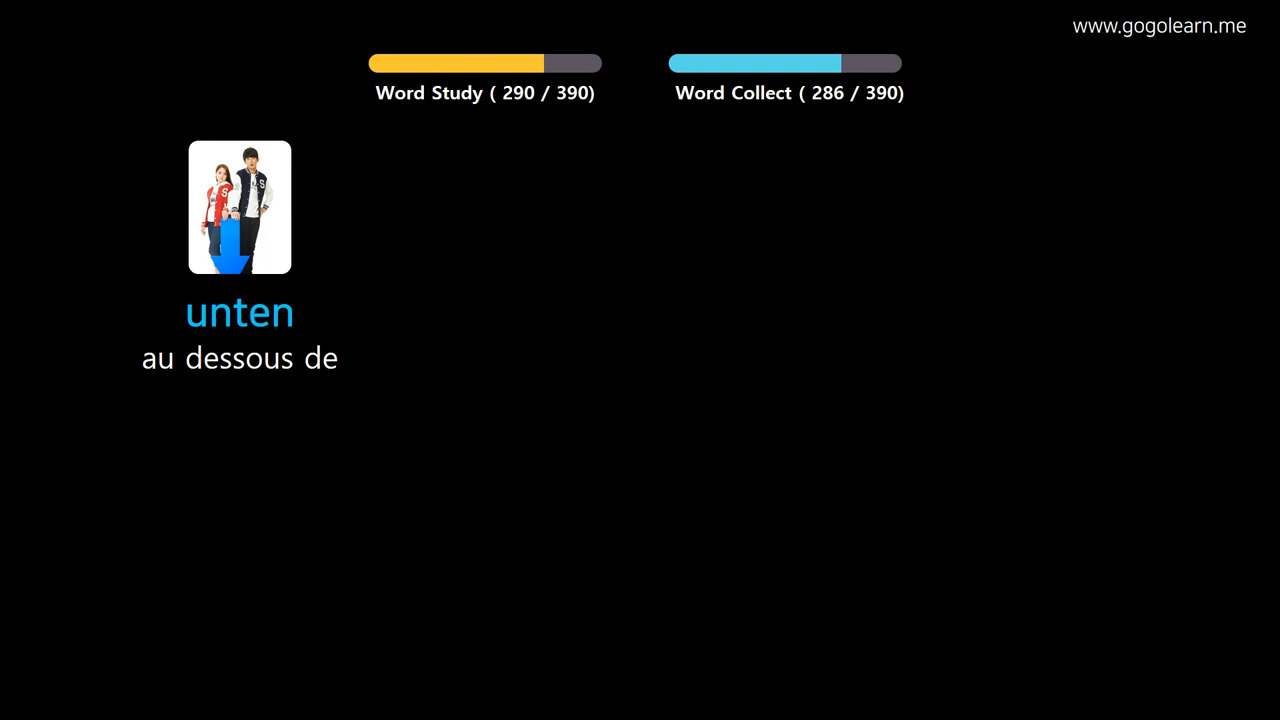 www.gogolearn.me
Word Study ( 290 / 390)
Word Collect ( 286 / 390)
S
S
unten
au dessous de